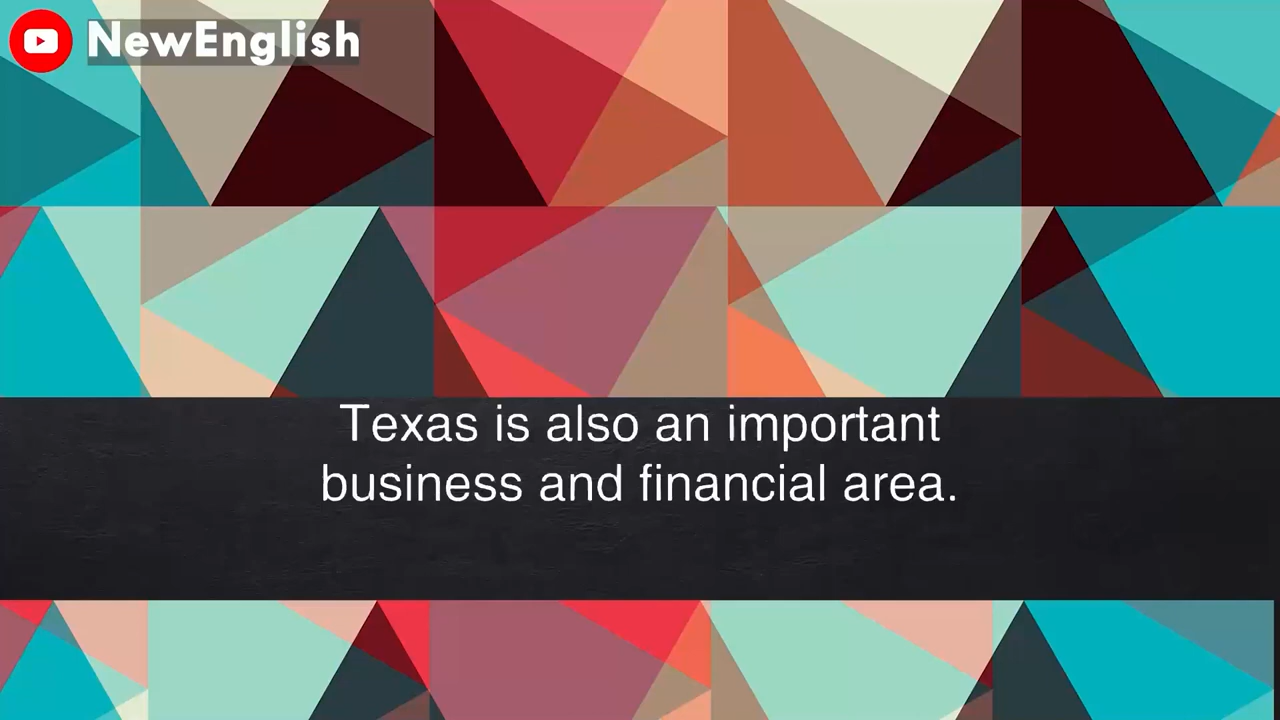 NewEnglish
Texas is also an important
business and financial area.